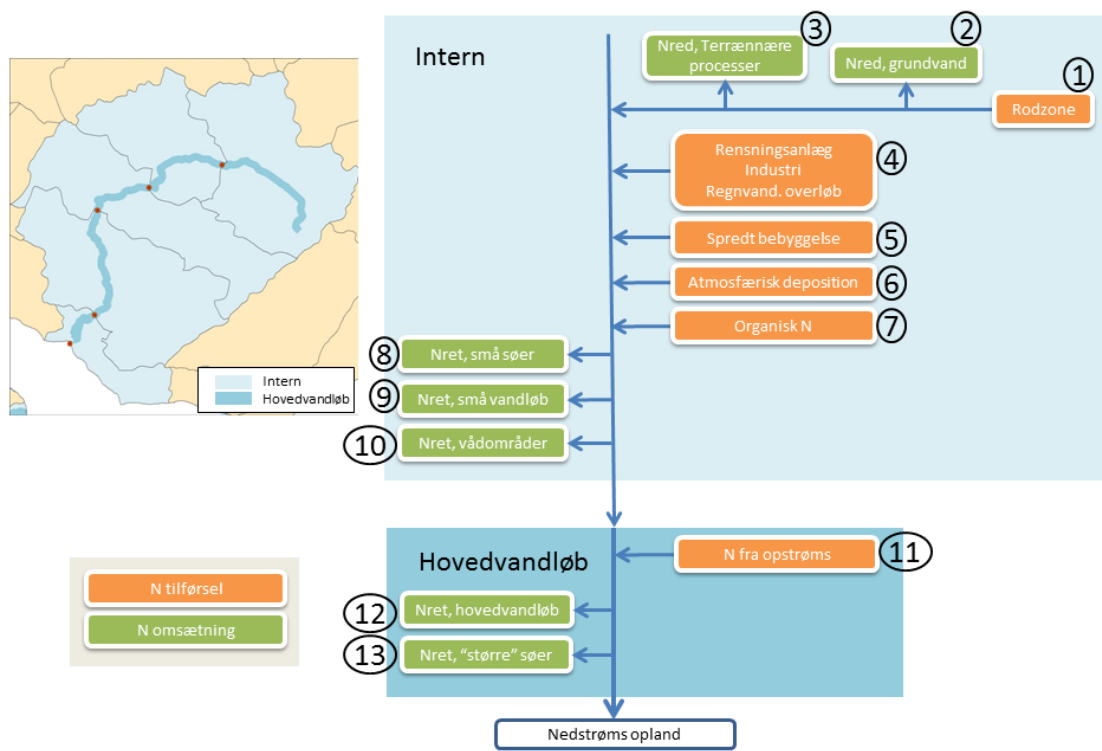 Intern
3
Nred, Terrænnære
processer
2
Nred, grundvand
1
Rodzone
Rensningsanlæg
Industri
Regnvand. overløb
4
Spredt bebyggelse
5
Atmosfærisk deposition
6
Organisk N
7
8
Nret, små søer
9
Nret, små vandløb
10
Nret, vådområder
Intern
Hovedvandløb
Hovedvandløb
N fra opstrøms
11
12
Nret, hovedvandløb
13
Nret, "større" søer
N tilførsel
N omsætning
Nedstrøms opland